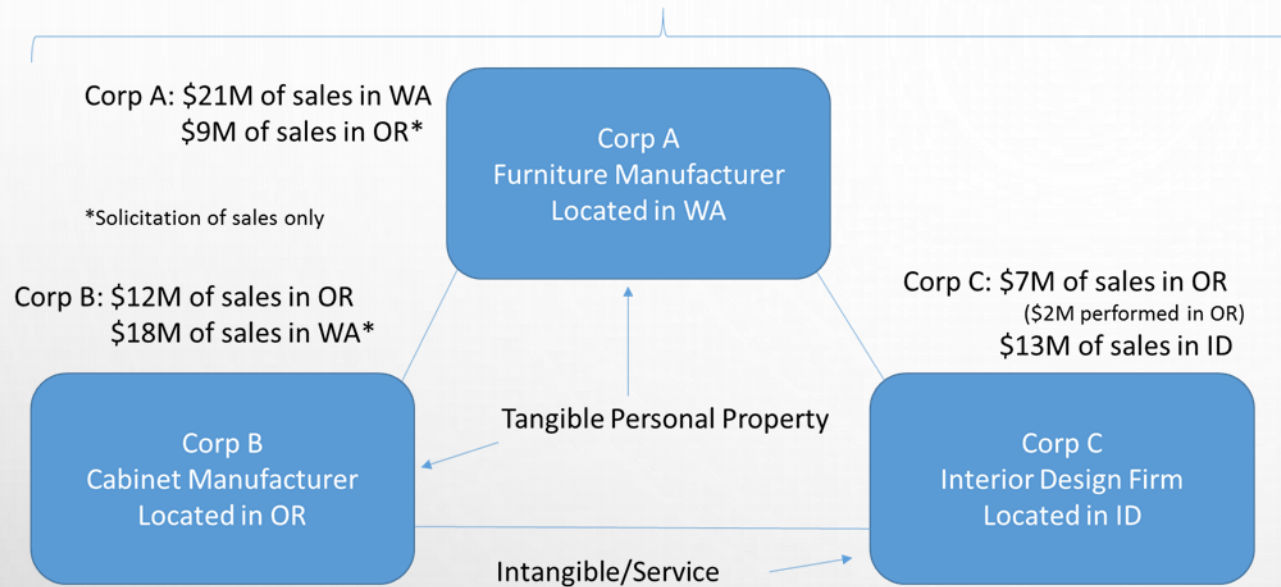 Corp A: $21M of sales in WA
$9M of sales in OR*
*Solicitation of sales only
Corp A
Furniture Manufacturer
Located in WA
Corp B: $12M of sales in OR
$18M of sales in WA*
Corp C: $7M of sales in OR
($2M performed in OR)
$13M of sales in ID
Tangible Personal Property
Corp B
Cabinet Manufacturer
Located in OR
Corp C
Interior Design Firm
Located in ID
Intangible/Service